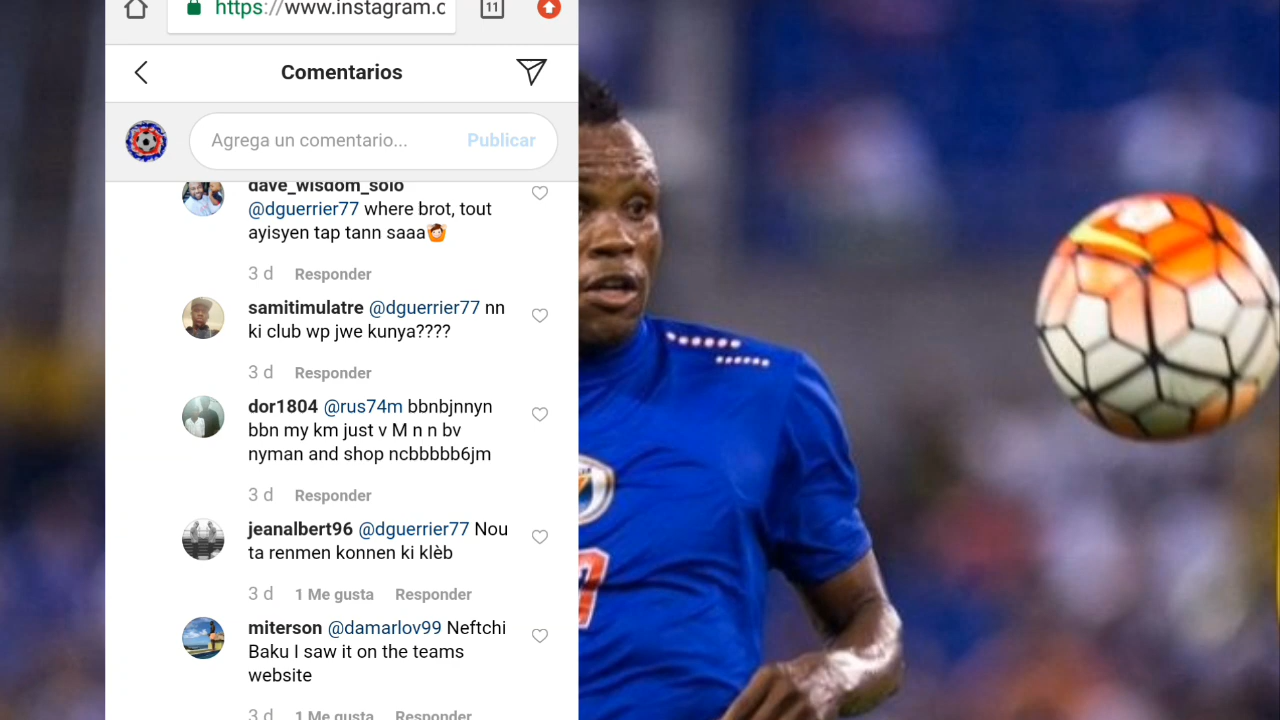 https://www.instagram.c
11
Comentarios
Agrega un comentario...
Publicar
dave_wisdom_solo
@dguerrier77 where brot, tout
ayisyen tap tann saaa
3 d Responder
samitimulatre @dguerrier77 nn
ki club wp jwe kunya????
3 d Responder
dor1804 @rus74m bbnbjnnyn
bbn my km just v M n n bv
nyman and shop ncbbbbb6jm
3 d Responder
jeanalbert96 @dguerrier77 Nou
ta renmen konnen ki klèb
3 d 1 Me gusta Responder
miterson @damarlov99 Neftchi
Baku I saw it on the teams
website
3 d 1 Me gusta Responder